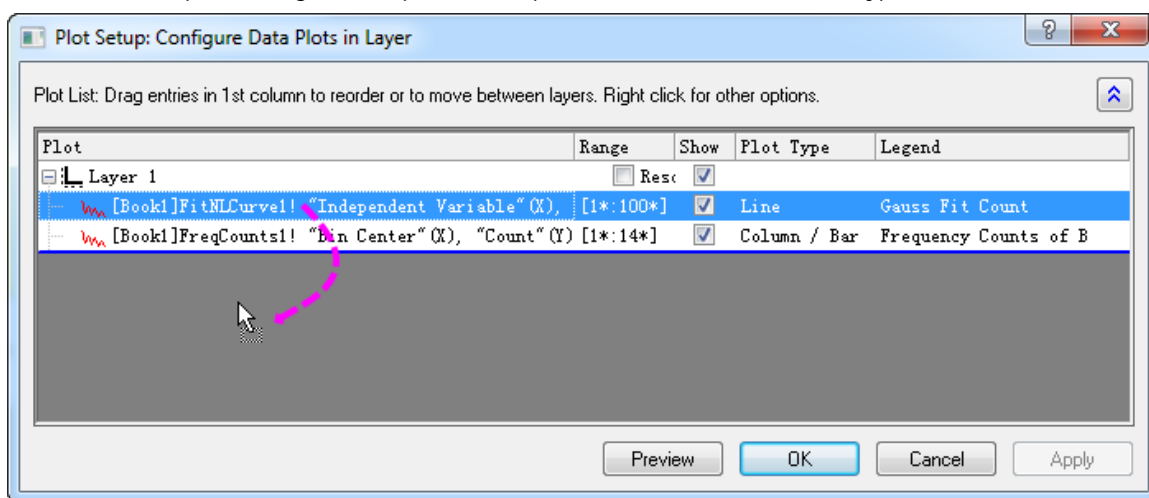 Plot Setup: Configure Data Plots in Layer
Plot List: Drag entries in 1st column to reorder or to move between layers. Right click for other options.
Plot Range Show Plot Type Legend
Layer 1 Resc
[Book1]FitNLCurve1! "Independent Variable"(X), [1*:100*] Line Gauss Fit Count
[Book1]FreqCounts1! "Bin Center"(X), "Count"(Y) [1*:14*] Column / Bar Frequency Counts of B
Preview OK Cancel Apply